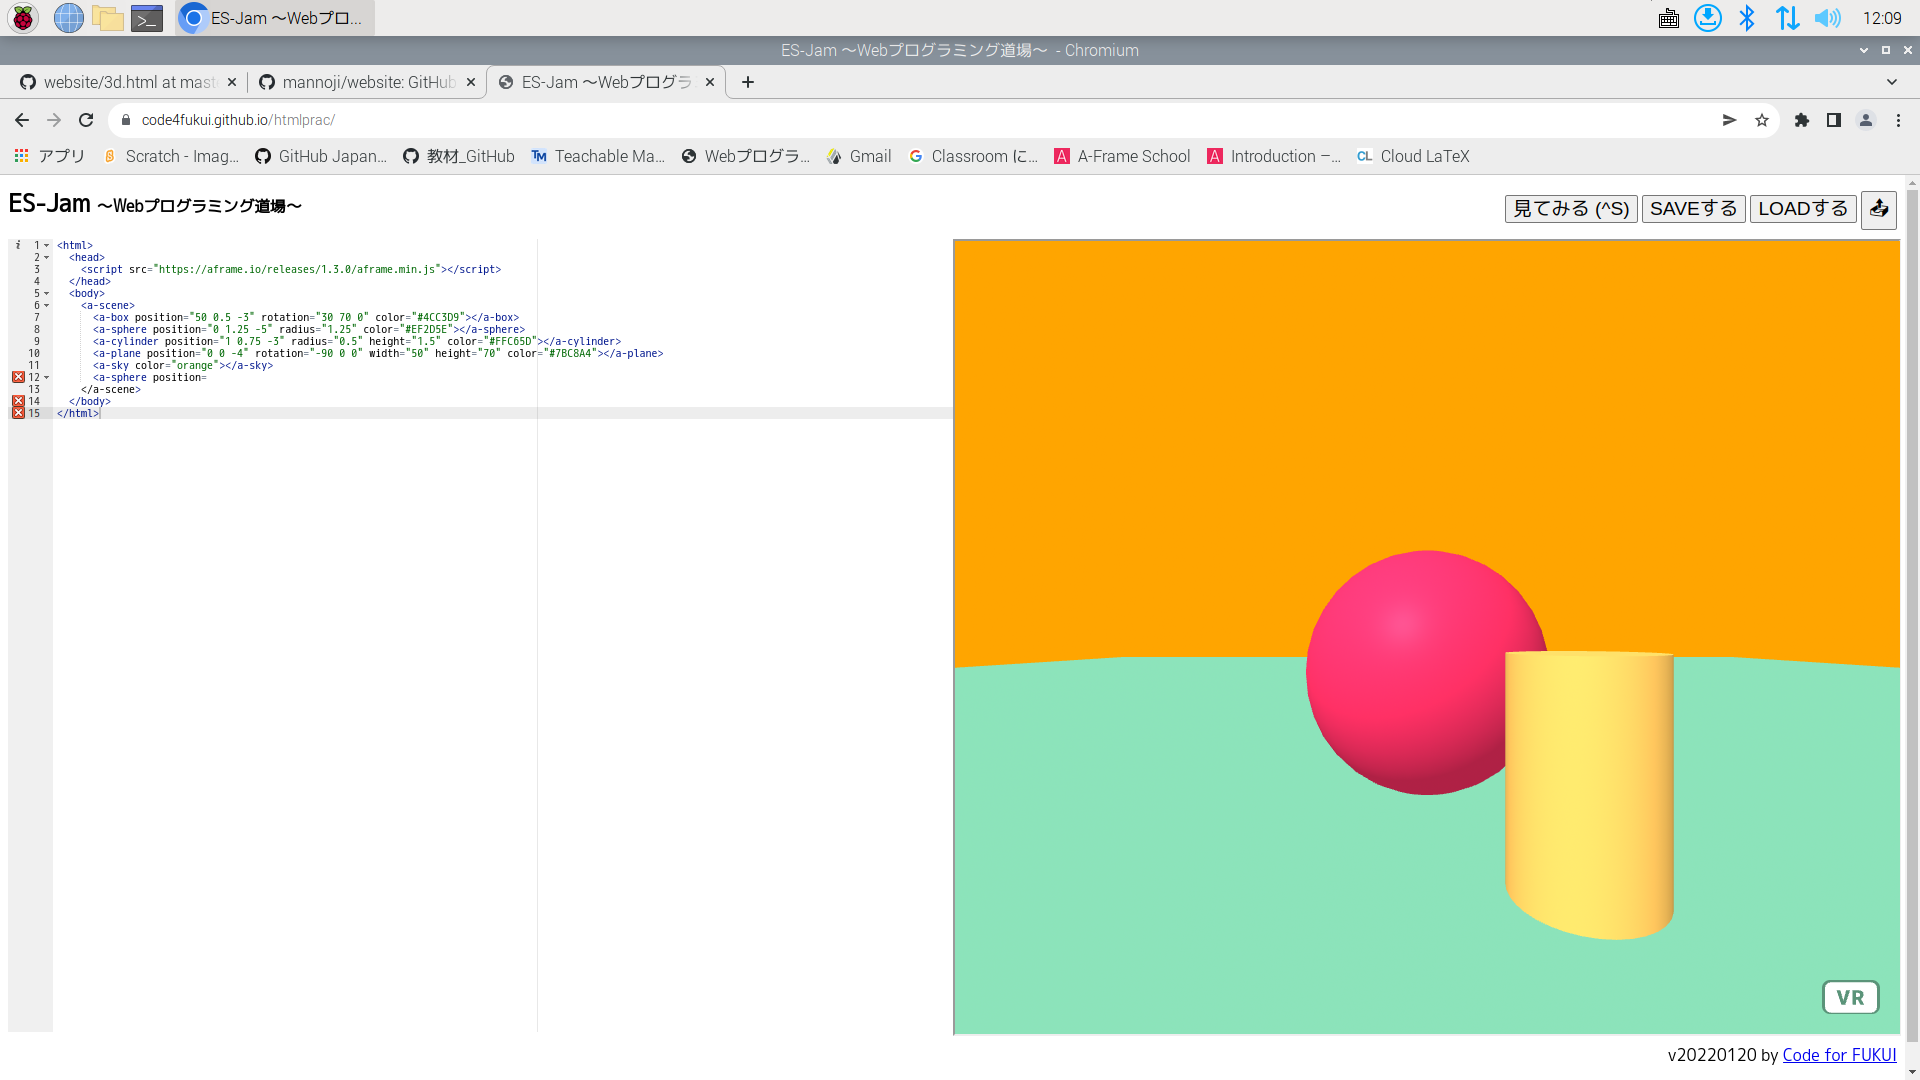 ES-Jam ～Webプロ...
12:09
ES-Jam ～Webプログラミング道場～ - Chromium
website/3d.html at mast
mannoji/website: GitHub
ES-Jam ～Webプログラ
code4fukui.github.io/htmlprac/
アプリ
Scratch - Imag...
GitHub Japan...
教材_GitHub
Teachable Ma...
Webプログラ...
Gmail
Classroom に...
A-Frame School
Introduction –...
Cloud LaTeX
ES-Jam ～Webプログラミング道場～
見てみる (^S) SAVEする LOADする
1 <html>
2 <head>
3 <script src="https://aframe.io/releases/1.3.0/aframe.min.js"></script>
4 </head>
5 <body>
6 <a-scene>
7 <a-box position="50 0.5 -3" rotation="30 70 0" color="#4CC3D9"></a-box>
8 <a-sphere position="0 1.25 -5" radius="1.25" color="#EF2D5E"></a-sphere>
9 <a-cylinder position="1 0.75 -3" radius="0.5" height="1.5" color="#FFC65D"></a-cylinder>
10 <a-plane position="0 0 -4" rotation="-90 0 0" width="50" height="70" color="#7BC8A4"></a-plane>
11 <a-sky color="orange"></a-sky>
12 <a-sphere position=
13 </a-scene>
14 </body>
15 </html>
VR
v20220120 by Code for FUKUI